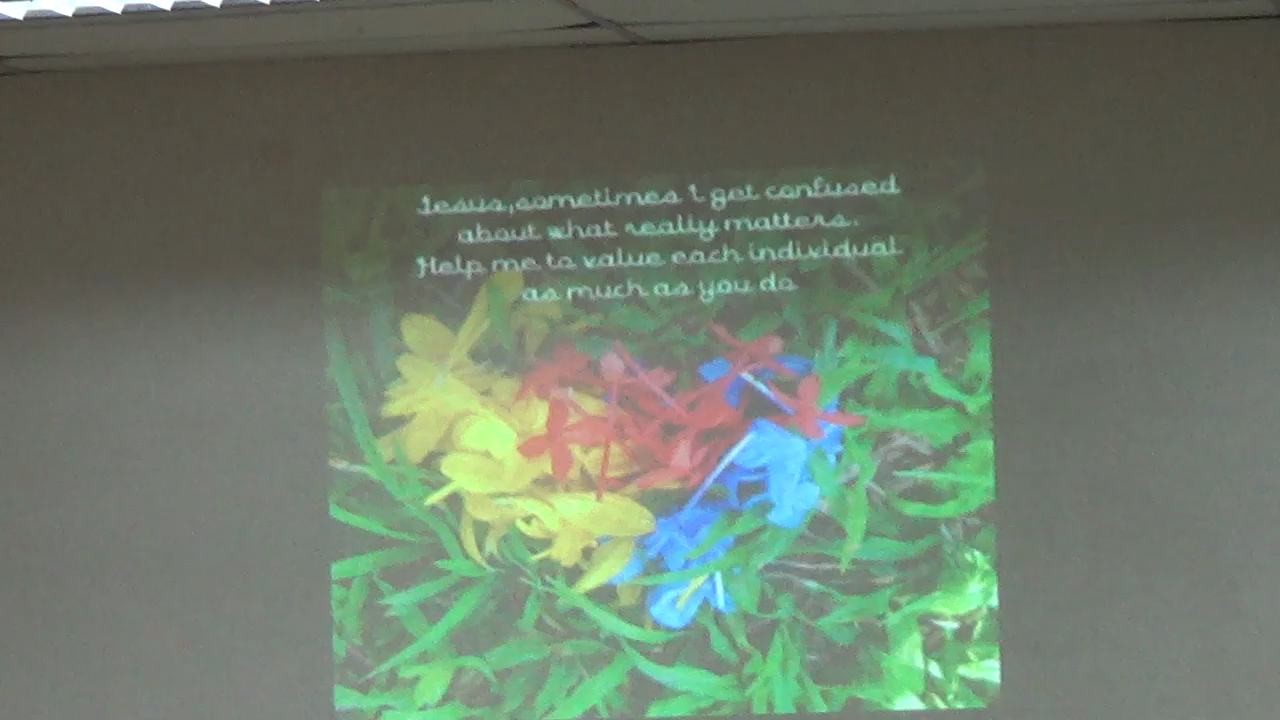 Jesus,sometimes I get confused
about what really matters.
Help me to value each individual
as much as you do